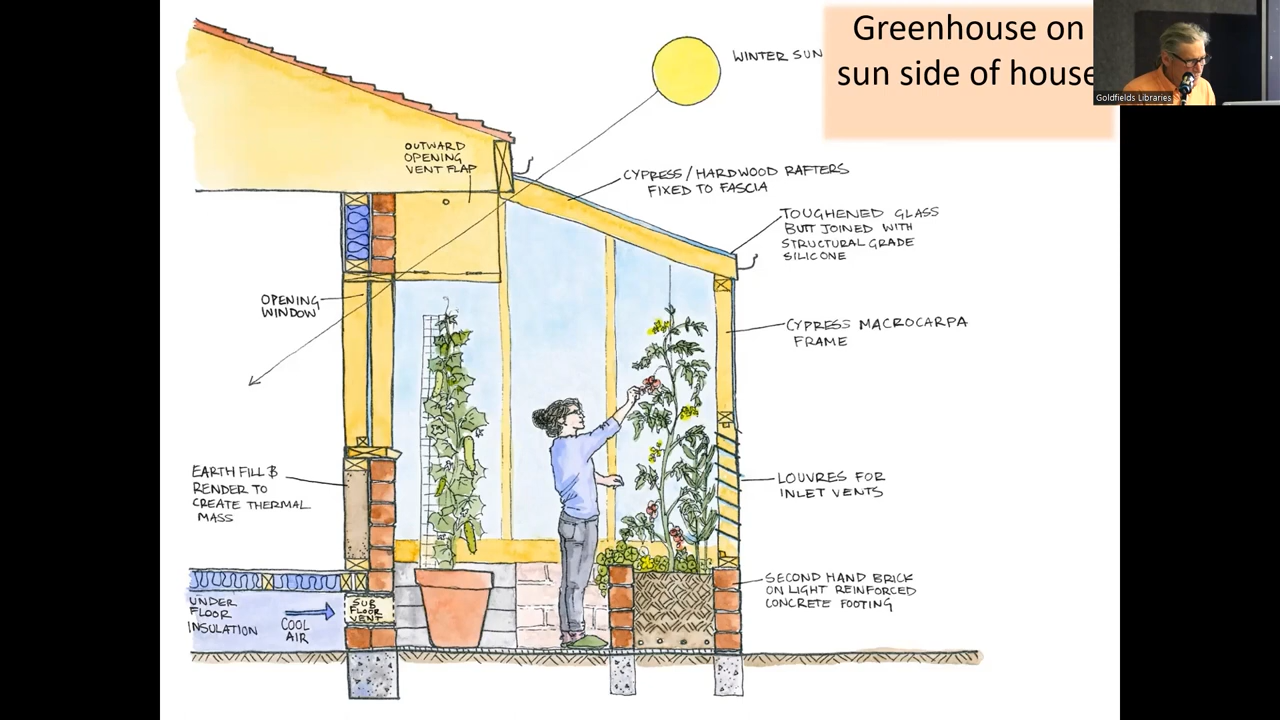 Greenhouse on
sun side of house
Goldfields Libraries
WINTER SUN
OUTWARD
OPENING
VENT FLAP
CYPRESS / HARDWOOD RAFTERS
FIXED TO FASCIA
TOUGHENED GLASS
BUTT JOINED WITH
STRUCTURAL GRADE
SILICONE
OPENING
WINDOW
CYPRESS MACROCARPA
FRAME
EARTH FILL &
RENDER TO
CREATE THERMAL
MASS
LOUVRES FOR
INLET VENTS
SECOND HAND BRICK
ON LIGHT REINFORCED
CONCRETE FOOTING
UNDER
FLOOR
INSULATION
COOL
AIR
SUB
FLOOR
VENT